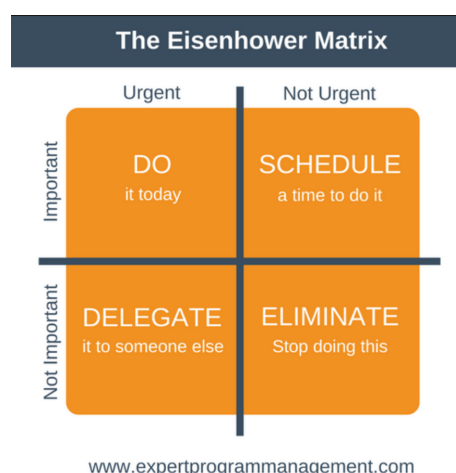 The Eisenhower Matrix
Urgent
Not Urgent
Important
DO
it today
SCHEDULE
a time to do it
Not Important
DELEGATE
it to someone else
ELIMINATE
Stop doing this
www.expertprogrammanagement.com